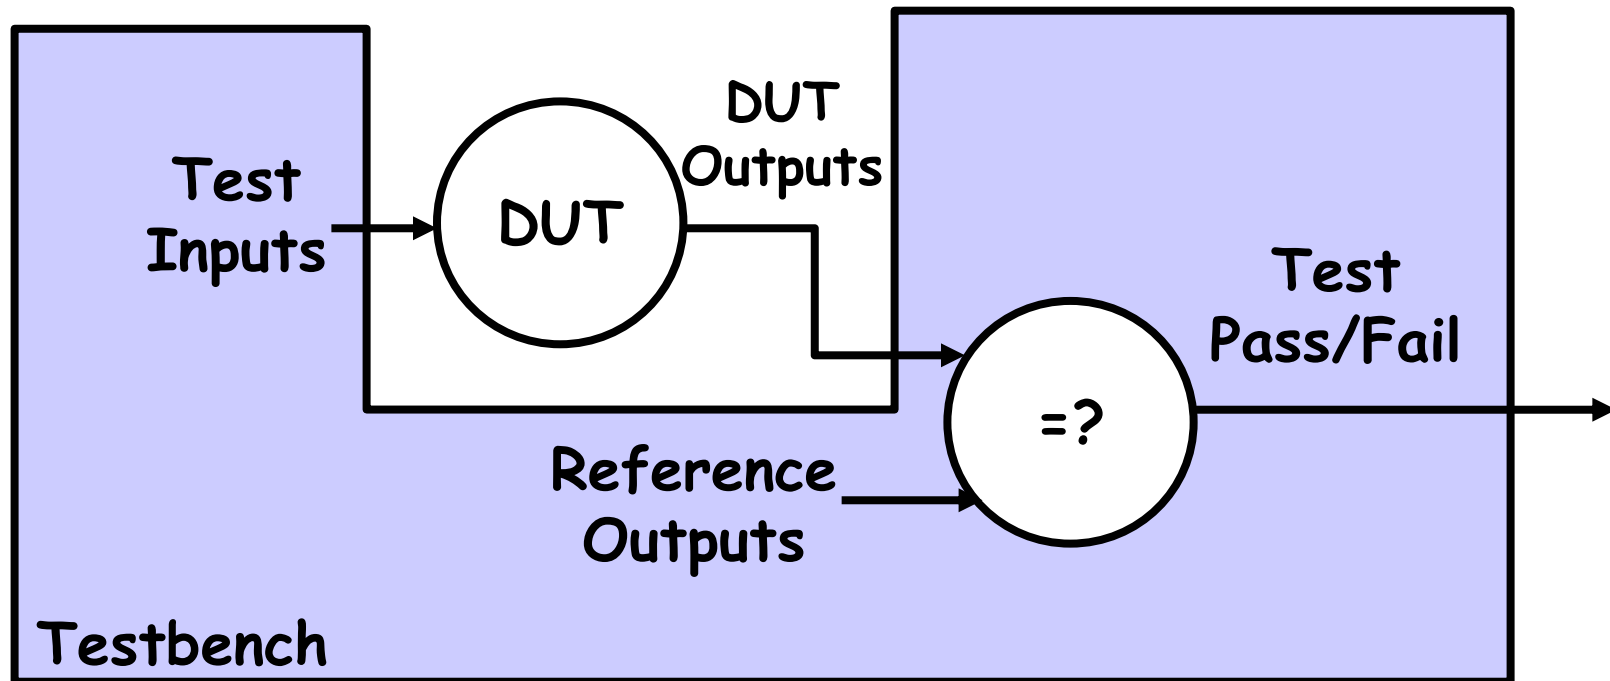 Test
Inputs
DUT
DUT
Outputs
Test
Pass/Fail
=?
Reference
Outputs
Testbench